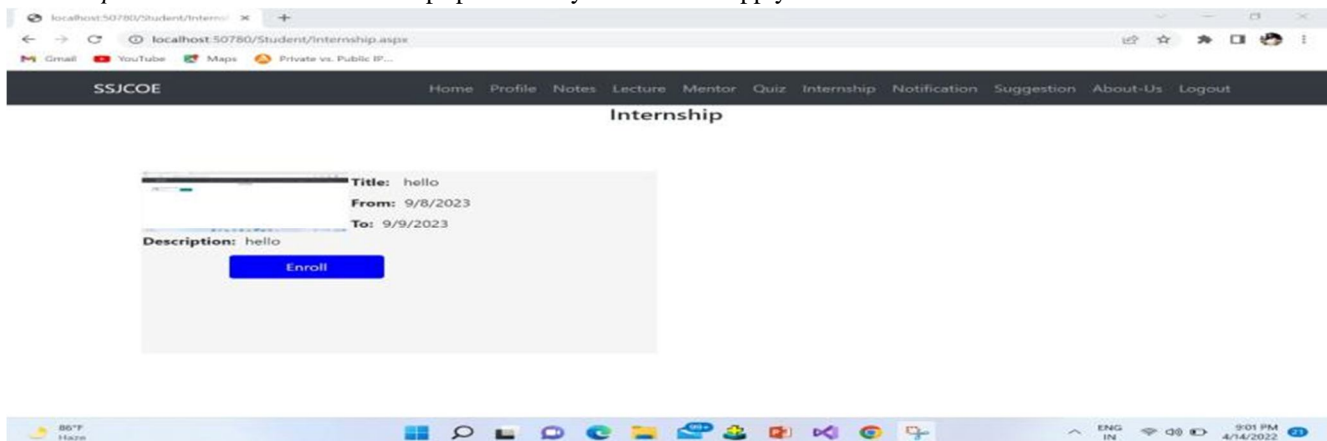 localhost:50780/Student/Interns
localhost:50780/Student/Internship.aspx
Gmail YouTube Maps Private vs. Public IP...
SSJCOE Home Profile Notes Lecture Mentor Quiz Internship Notification Suggestion About-Us Logout
Internship
Title: hello
From: 9/8/2023
To: 9/9/2023
Description: hello
Enroll
86°F
Haze
99+
ENG
IN
9:01 PM
4/14/2022
21